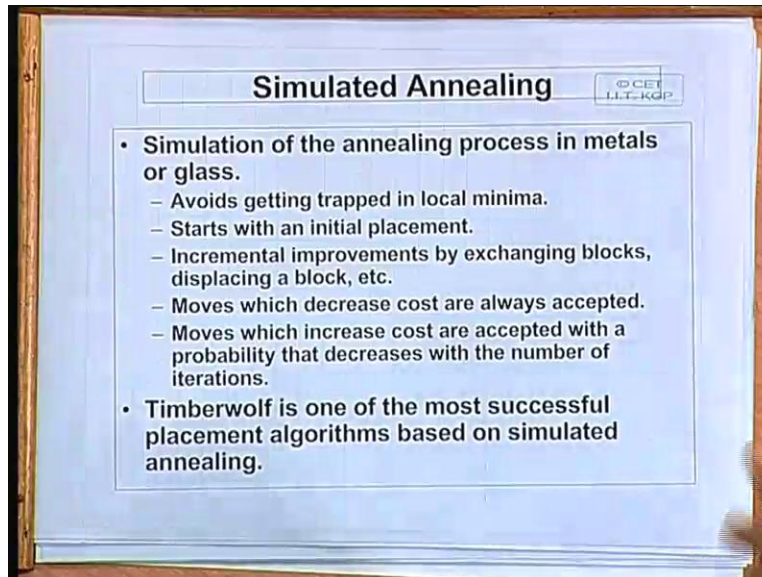 Simulated Annealing
© CET
I.I.T. KGP
• Simulation of the annealing process in metals
or glass.
– Avoids getting trapped in local minima.
– Starts with an initial placement.
– Incremental improvements by exchanging blocks,
displacing a block, etc.
– Moves which decrease cost are always accepted.
– Moves which increase cost are accepted with a
probability that decreases with the number of
iterations.
• Timberwolf is one of the most successful
placement algorithms based on simulated
annealing.